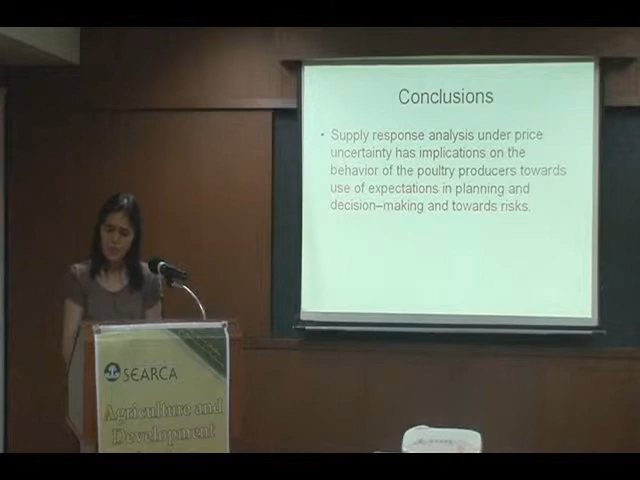 Conclusions
• Supply response analysis under price
uncertainty has implications on the
behavior of the poultry producers towards
use of expectations in planning and
decision–making and towards risks.
SEARCA
Agriculture and
Development